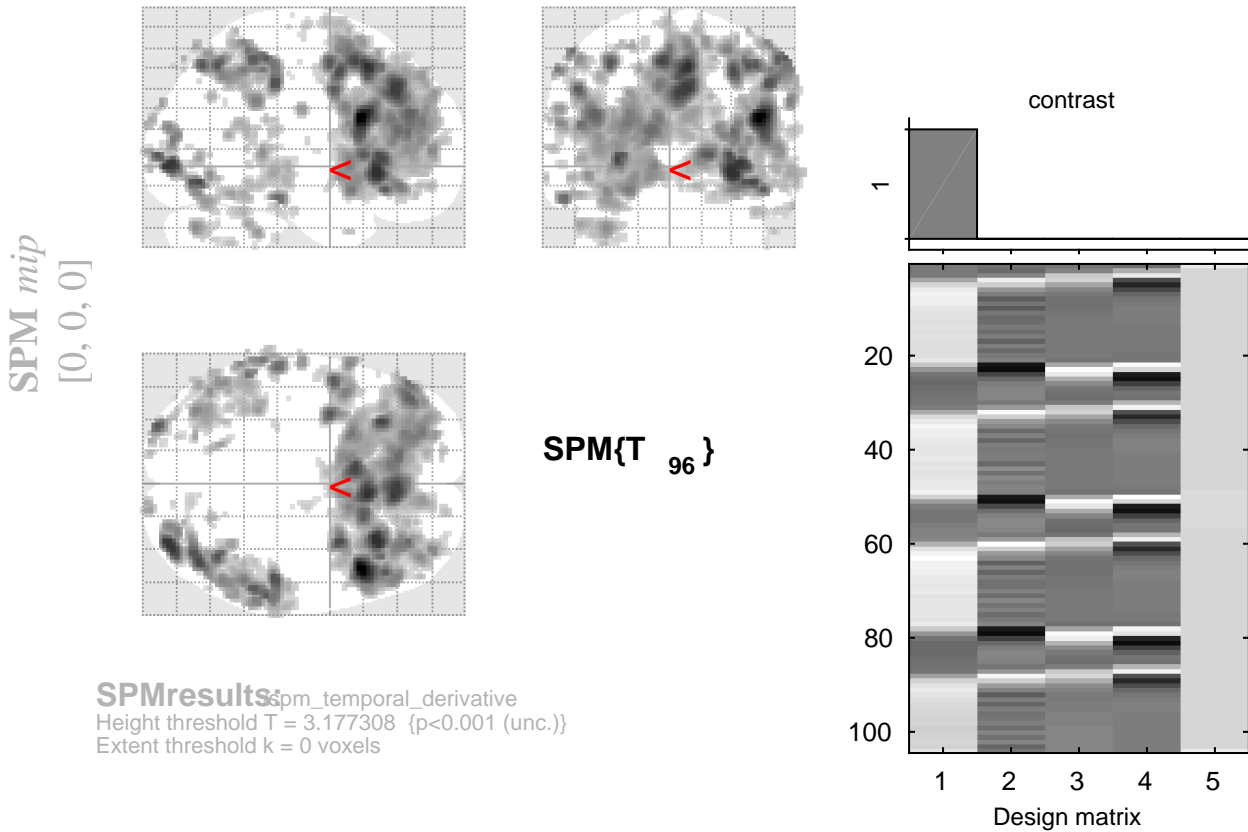 SPM mip
[0, 0, 0]
<
<
<
SPM{T 96}
contrast
1
20
40
60
80
100
1 2 3 4 5
Design matrix
SPMresults: spm_temporal_derivative
Height threshold T = 3.177308 {p<0.001 (unc.)}
Extent threshold k = 0 voxels